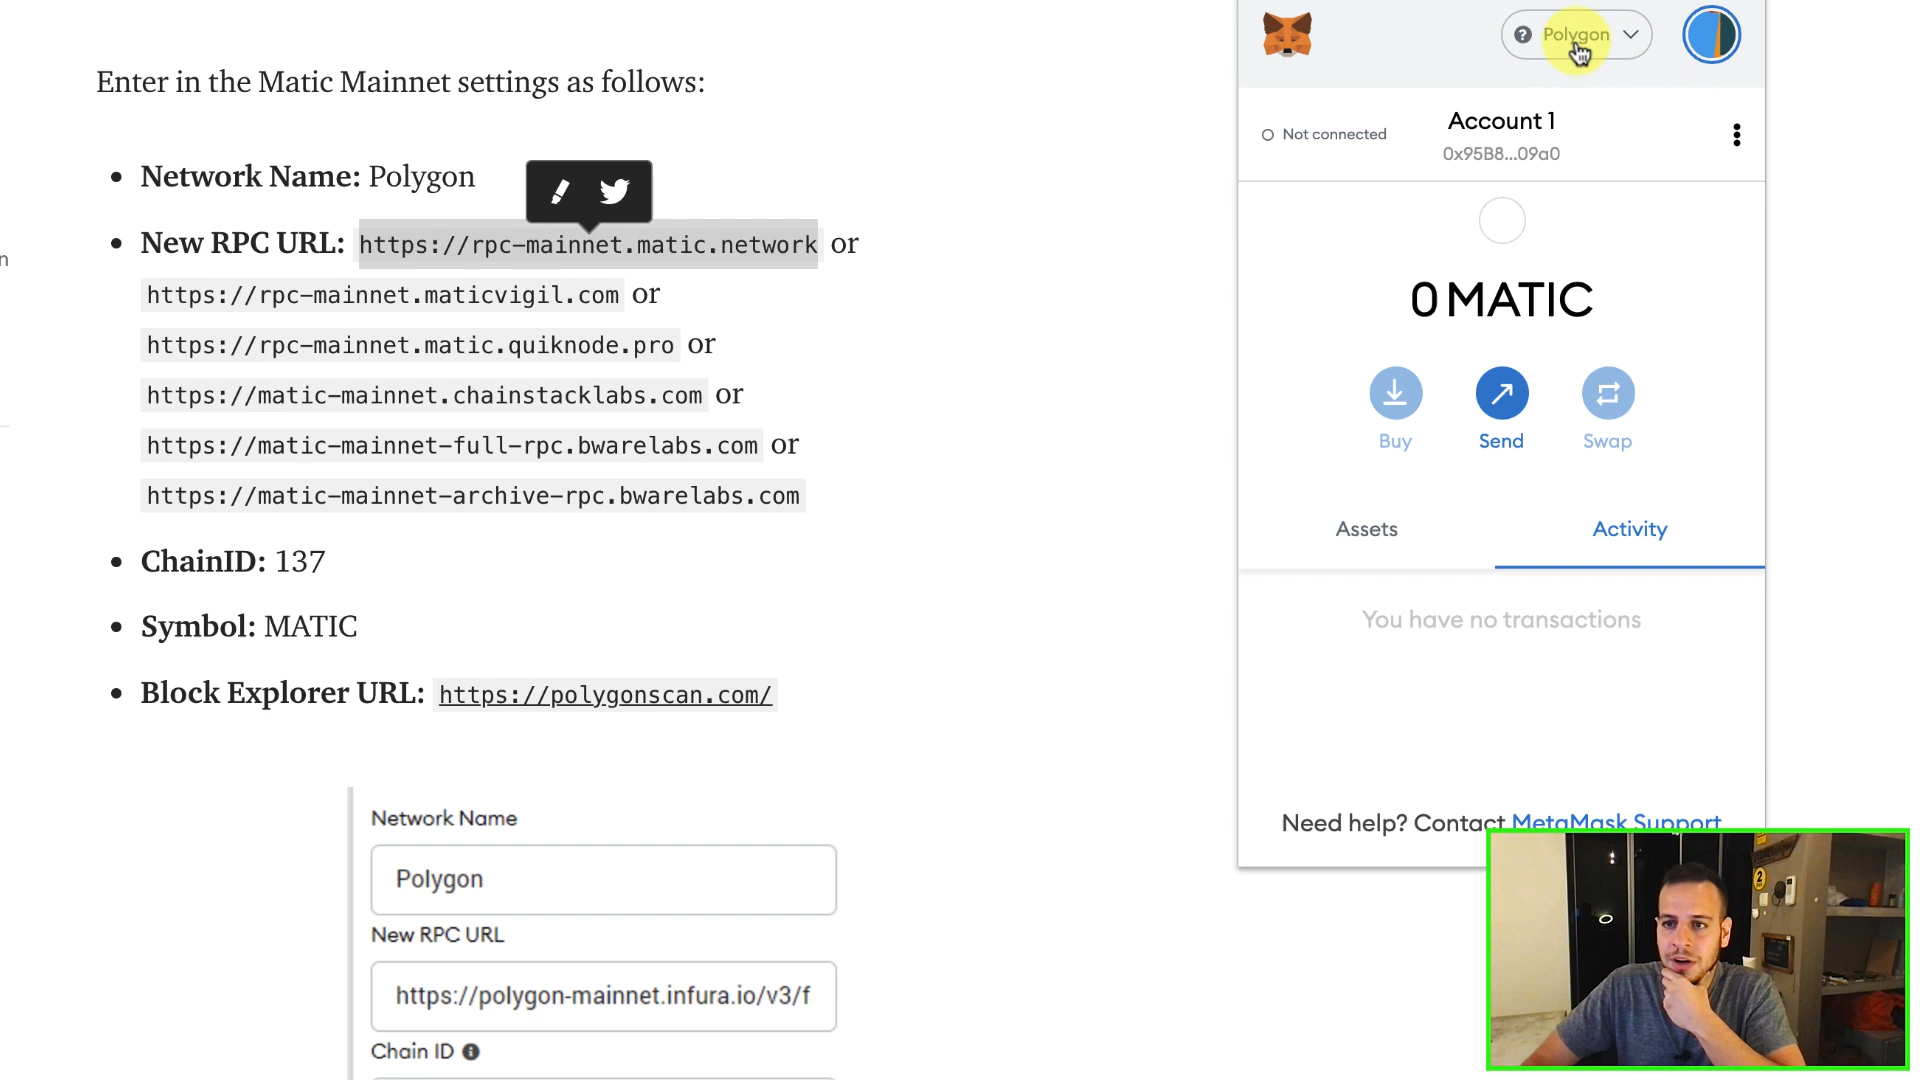 Enter in the Matic Mainnet settings as follows:
Network Name: Polygon
New RPC URL: https://rpc-mainnet.matic.network or
https://rpc-mainnet.maticvigil.com or
https://rpc-mainnet.matic.quiknode.pro or
https://matic-mainnet.chainstacklabs.com or
https://matic-mainnet-full-rpc.bwarelabs.com or
https://matic-mainnet-archive-rpc.bwarelabs.com
ChainID: 137
Symbol: MATIC
Block Explorer URL: https://polygonscan.com/
Network Name
Polygon
New RPC URL
https://polygon-mainnet.infura.io/v3/f
Chain ID
n
Polygon
Not connected
Account 1
0x95B8...09a0
0 MATIC
Buy
Send
Swap
Assets
Activity
You have no transactions
Need help? Contact MetaMask Support
2